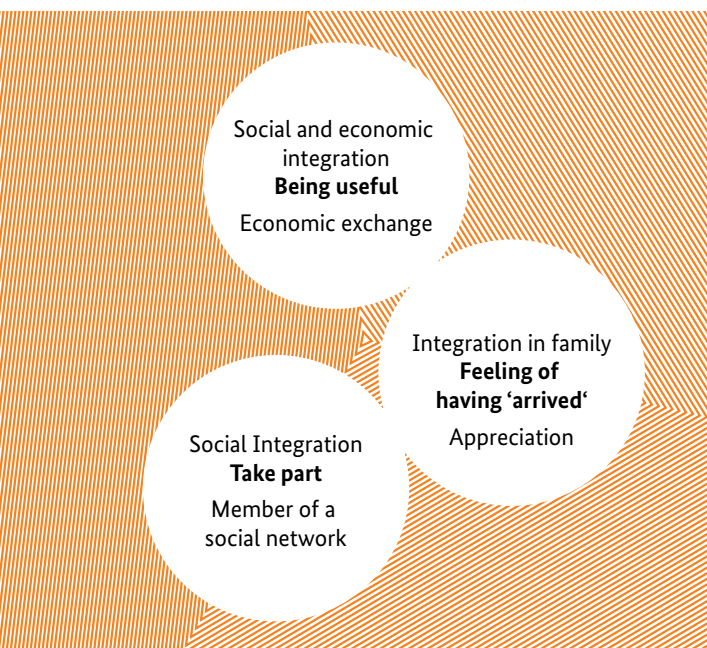 Social and economic
integration
Being useful
Economic exchange
Integration in family
Feeling of
having ‘arrived‘
Appreciation
Social Integration
Take part
Member of a
social network